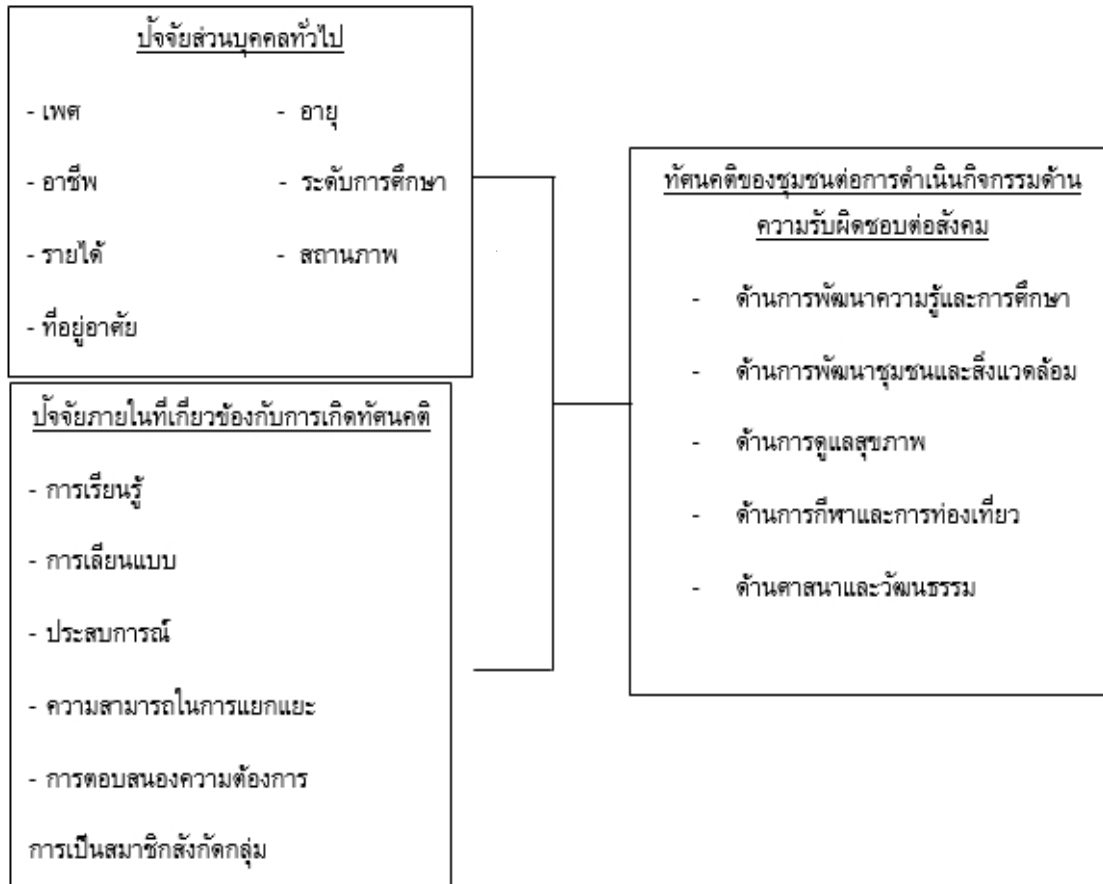 ปัจจัยส่วนบุคคลทั่วไป
- เพศ - อายุ
- อาชีพ - ระดับการศึกษา
- รายได้ - สถานภาพ
- ที่อยู่อาศัย
ปัจจัยภายในที่เกี่ยวข้องกับการเกิดทัศนคติ
- การเรียนรู้
- การเลียนแบบ
- ประสบการณ์
- ความสามารถในการแยกแยะ
- การตอบสนองความต้องการ
การเป็นสมาชิกสังกัดกลุ่ม
ทัศนคติของชุมชนต่อการดำเนินกิจกรรมด้าน
ความรับผิดชอบต่อสังคม
- ด้านการพัฒนาความรู้และการศึกษา
- ด้านการพัฒนาชุมชนและสิ่งแวดล้อม
- ด้านการดูแลสุขภาพ
- ด้านการกีฬาและการท่องเที่ยว
- ด้านศาสนาและวัฒนธรรม